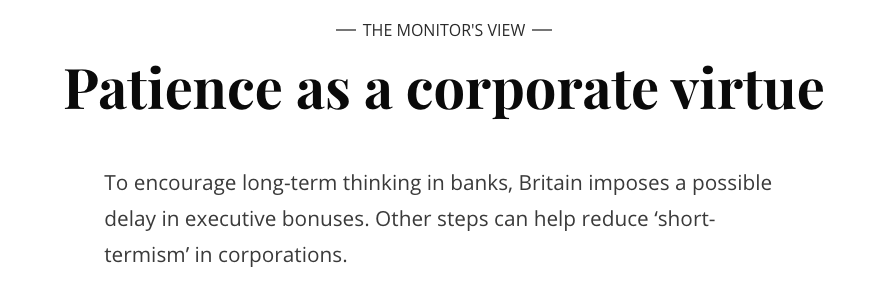 — THE MONITOR'S VIEW —
Patience as a corporate virtue
To encourage long-term thinking in banks, Britain imposes a possible
delay in executive bonuses. Other steps can help reduce ‘short-
termism’ in corporations.